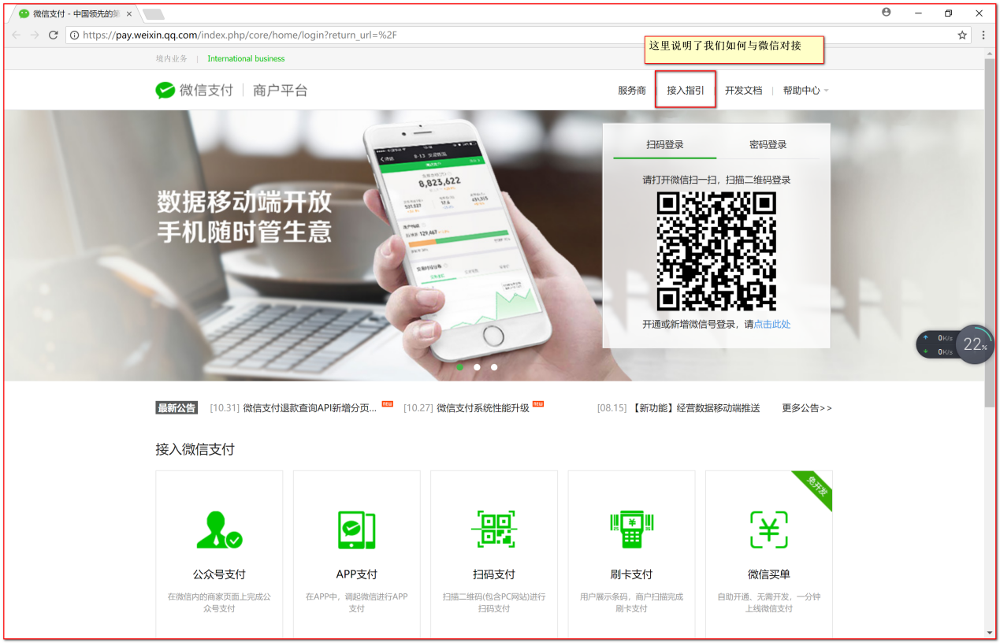 微信支付 - 中国领先的第
https://pay.weixin.qq.com/index.php/core/home/login?return_url=%2F
这里说明了我们如何与微信对接
境内业务 | International business
微信支付 | 商户平台
服务商 | 接入指引 | 开发文档 | 帮助中心
扫码登录 密码登录
请打开微信扫一扫，扫描二维码登录
数据移动端开放
手机随时管生意
8,823,622
开通或新增微信号登录，请点击此处
0K/s
0K/s
22%
最新公告 [10.31] 微信支付退款查询API新增分页... [10.27] 微信支付系统性能升级 [08.15] 【新功能】经营数据移动端推送 更多公告>>
接入微信支付
免开发
公众号支付
在微信内的商家页面上完成公
众号支付
APP支付
在APP中，调起微信进行APP
支付
扫码支付
扫描二维码(包含PC网站)进行
扫码支付
刷卡支付
用户展示条码，商户扫描完成
刷卡支付
微信买单
自助开通、无需开发，一分钟
上线微信支付